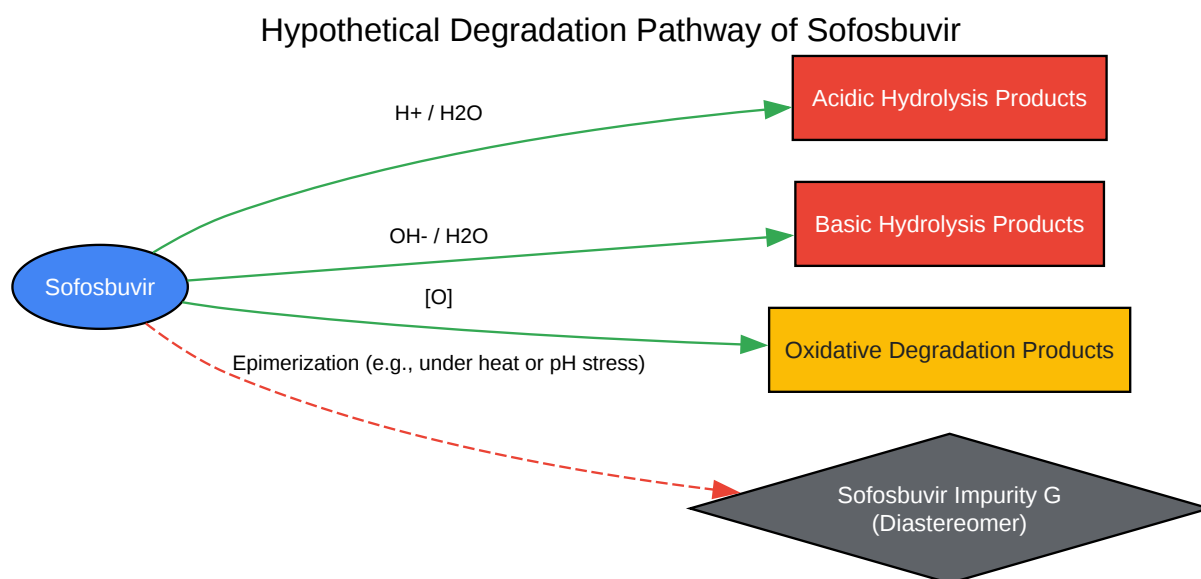 Hypothetical Degradation Pathway of Sofosbuvir
Acidic Hydrolysis Products
H+ / H2O
Basic Hydrolysis Products
OH- / H2O
Sofosbuvir
[O]
Oxidative Degradation Products
Epimerization (e.g., under heat or pH stress)
Sofosbuvir Impurity G
(Diastereomer)